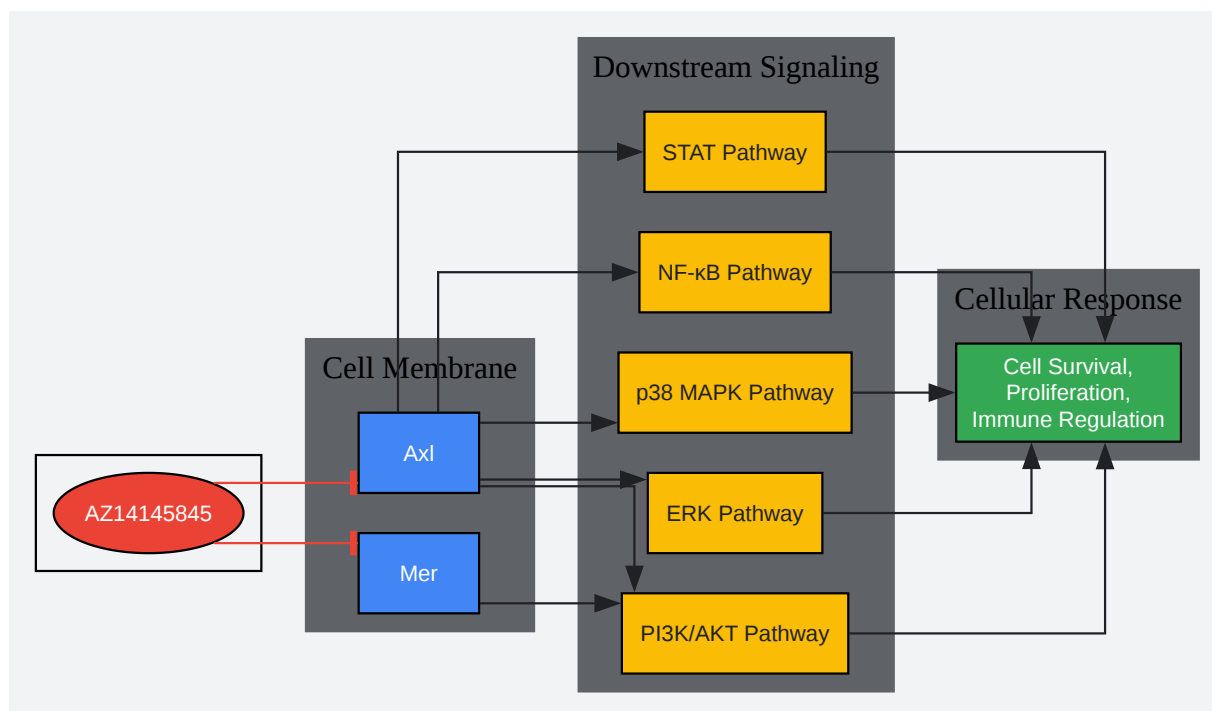 Downstream Signaling
STAT Pathway
NF-κB Pathway
Cellular Response
Cell Membrane
p38 MAPK Pathway
Cell Survival,
Proliferation,
Immune Regulation
Axl
AZ14145845
ERK Pathway
Mer
PI3K/AKT Pathway